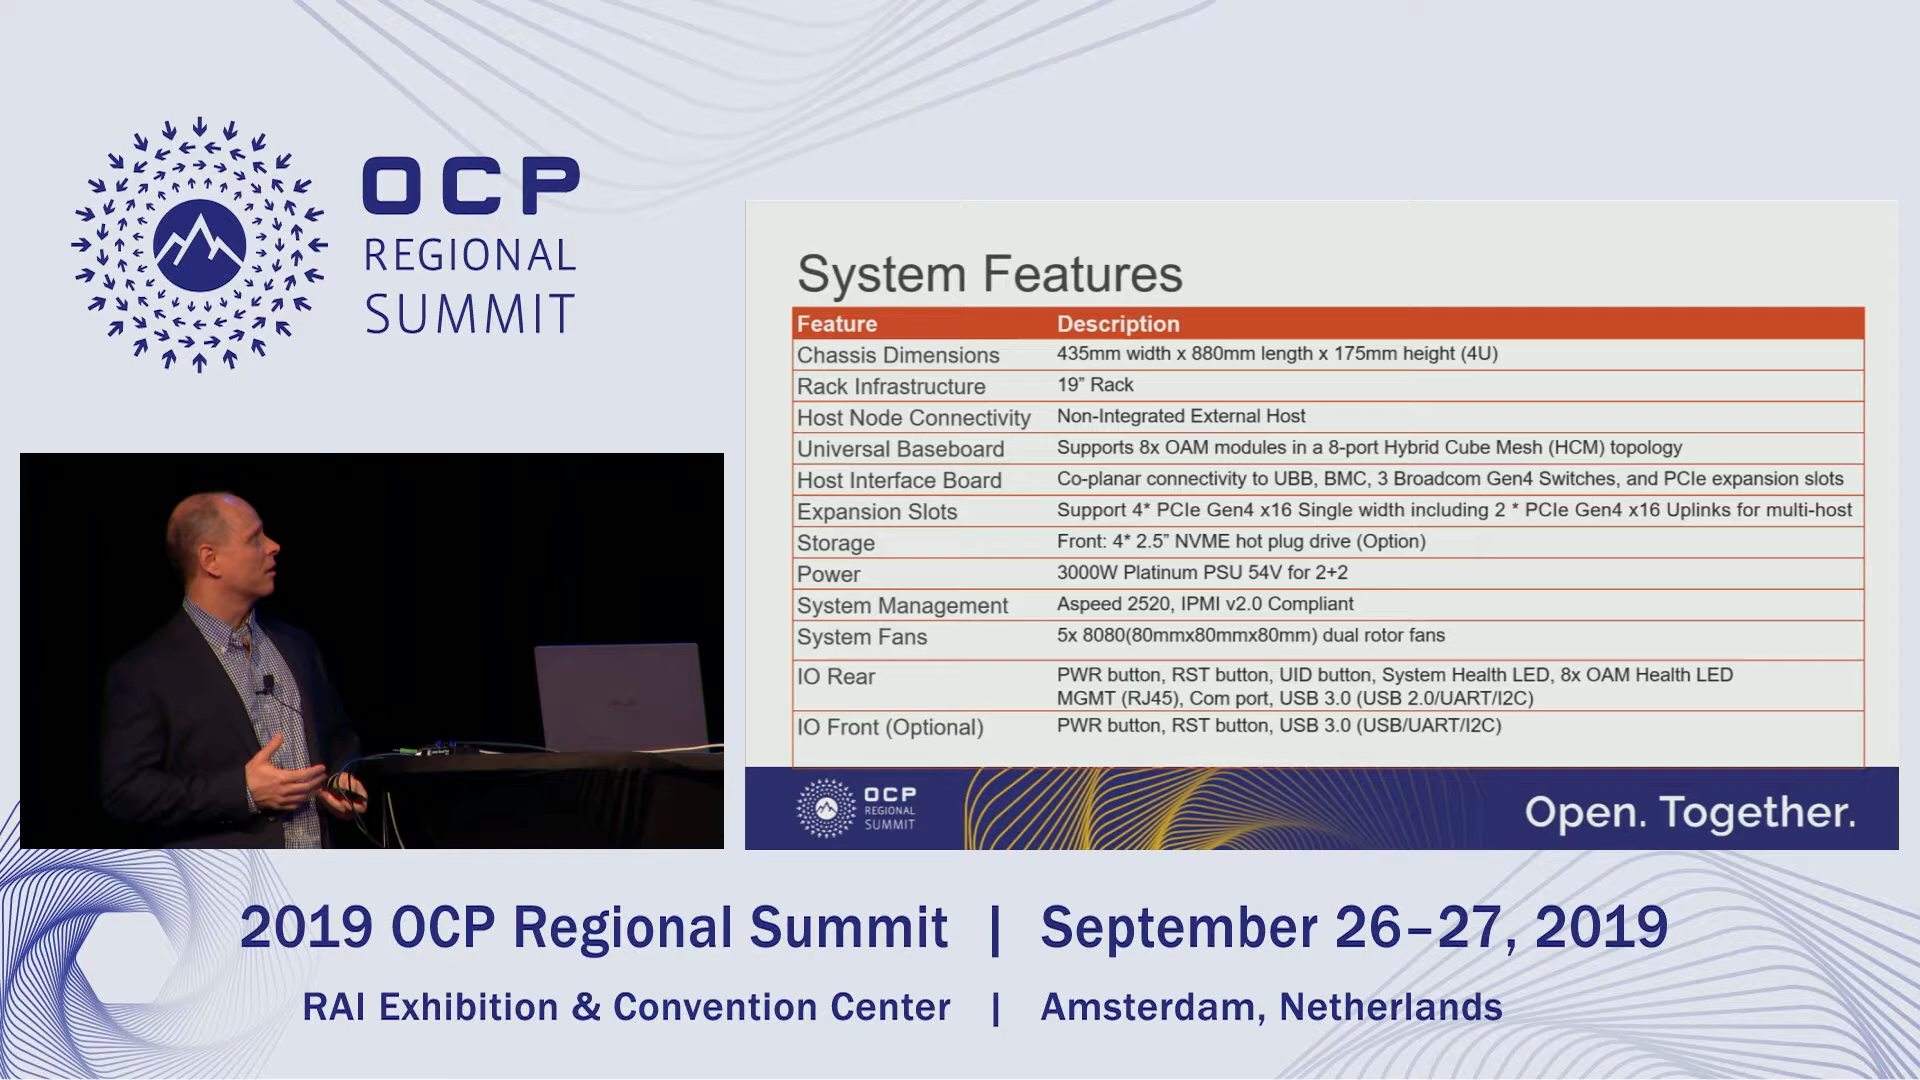 OCP
REGIONAL
SUMMIT
System Features
Feature Description
Chassis Dimensions 435mm width x 880mm length x 175mm height (4U)
Rack Infrastructure 19” Rack
Host Node Connectivity Non-Integrated External Host
Universal Baseboard Supports 8x OAM modules in a 8-port Hybrid Cube Mesh (HCM) topology
Host Interface Board Co-planar connectivity to UBB, BMC, 3 Broadcom Gen4 Switches, and PCIe expansion slots
Expansion Slots Support 4* PCIe Gen4 x16 Single width including 2 * PCIe Gen4 x16 Uplinks for multi-host
Storage Front: 4* 2.5” NVME hot plug drive (Option)
Power 3000W Platinum PSU 54V for 2+2
System Management Aspeed 2520, IPMI v2.0 Compliant
System Fans 5x 8080(80mmx80mmx80mm) dual rotor fans
IO Rear PWR button, RST button, UID button, System Health LED, 8x OAM Health LED
MGMT (RJ45), Com port, USB 3.0 (USB 2.0/UART/I2C)
IO Front (Optional) PWR button, RST button, USB 3.0 (USB/UART/I2C)
OCP
REGIONAL
SUMMIT
Open. Together.
2019 OCP Regional Summit | September 26–27, 2019
RAI Exhibition & Convention Center | Amsterdam, Netherlands